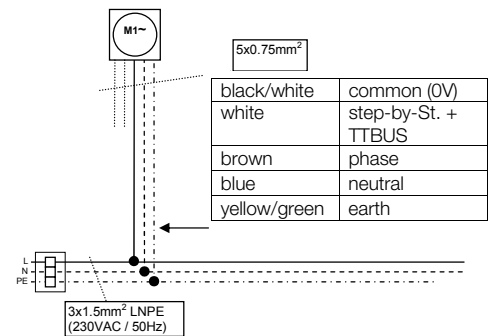 M1~
5x0.75mm²
black/white common (0V)
white step-by-St. +
TTBUS
brown phase
blue neutral
yellow/green earth
L
N
PE
3x1.5mm² LNPE
(230VAC / 50Hz)